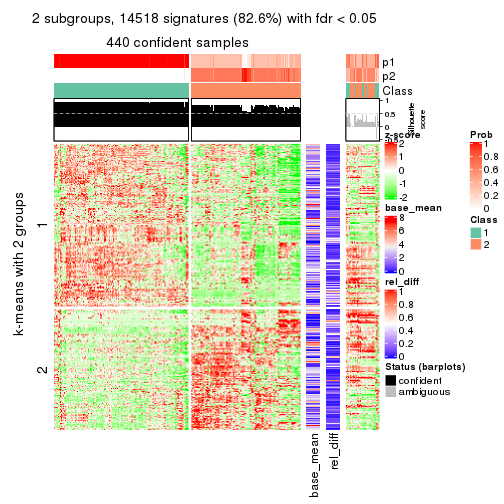 2 subgroups, 14518 signatures (82.6%) with fdr < 0.05
440 confident samples
p1
p2
Class
1
0.5
0
Silhouette
score
k-means with 2 groups
1
2
base_mean
rel_diff
z-score
2
1
0
-1
-2
base_mean
8
6
4
2
0
rel_diff
1
0.8
0.6
0.4
0.2
0
Status (barplots)
confident
ambiguous
Prob
1
0.8
0.6
0.4
0.2
0
Class
1
2